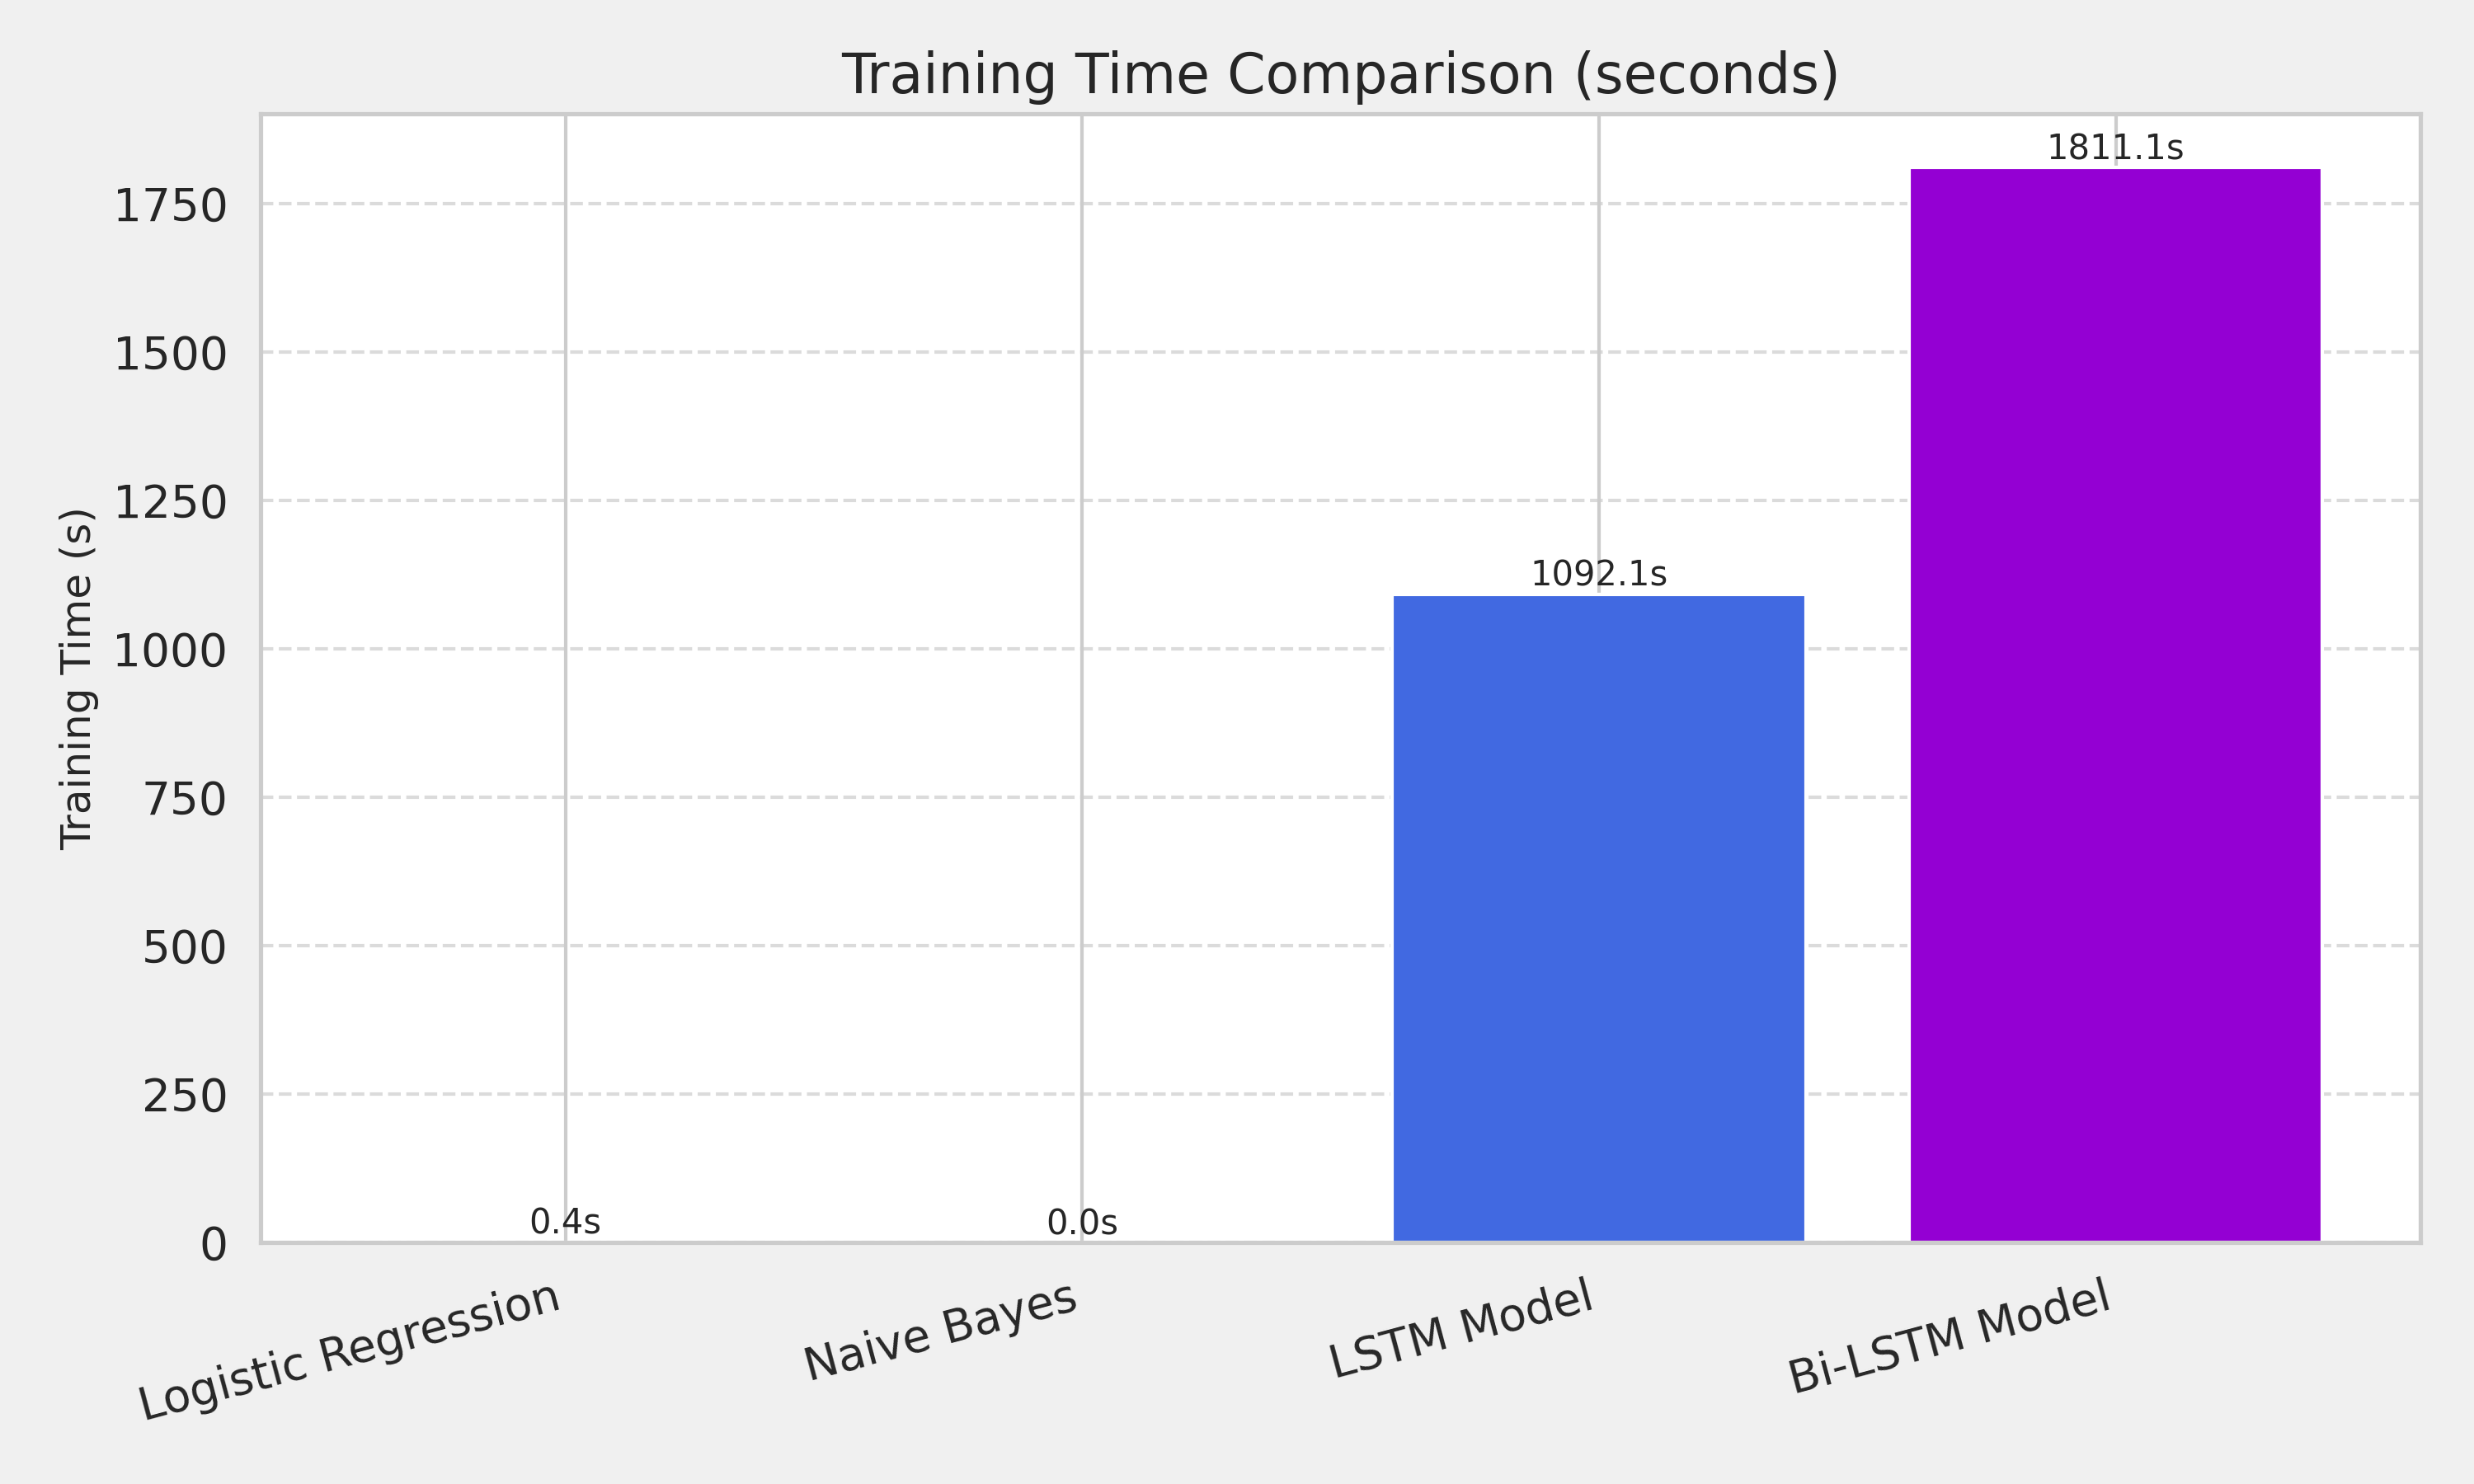 Training Time Comparison (seconds)
Training Time (s)
1750
1500
1250
1000
750
500
250
0
1811.1s
1092.1s
0.4s
0.0s
Logistic Regression
Naive Bayes
LSTM Model
Bi-LSTM Model